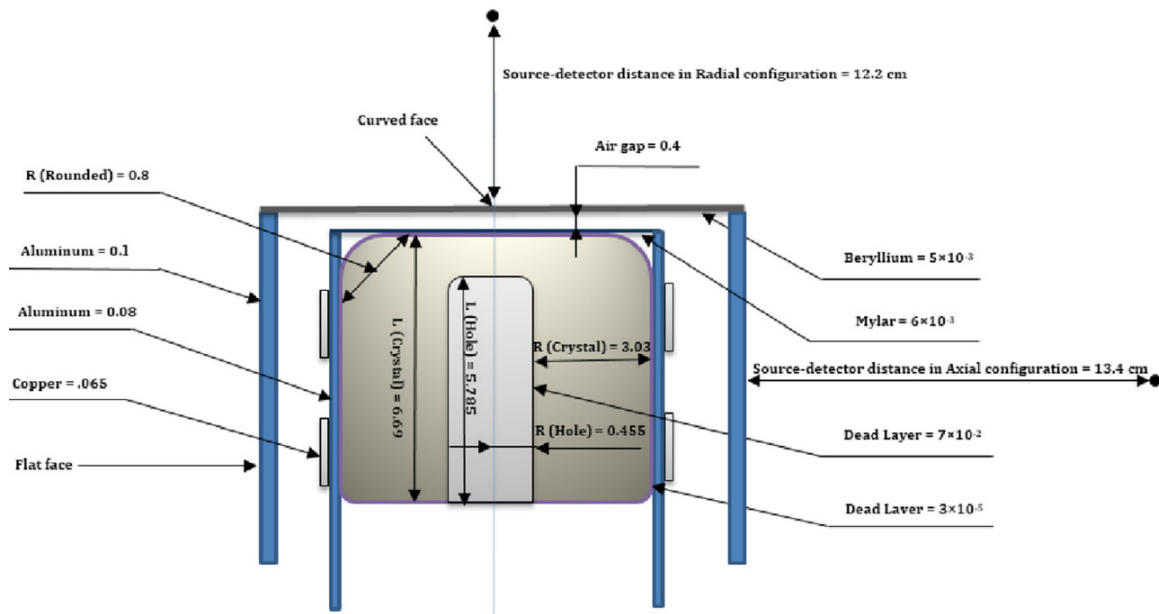 Source-detector distance in Radial configuration = 12.2 cm
Curved face
Air gap = 0.4
R (Rounded) = 0.8
Aluminum = 0.1
Beryllium = 5×10⁻³
Aluminum = 0.08
Mylar = 6×10⁻³
L (Crystal) = 6.69
L (Hole) = 5.785
R (Crystal) = 3.03
Source-detector distance in Axial configuration = 13.4 cm
Copper = .065
R (Hole) = 0.455
Dead Layer = 7×10⁻²
Flat face
Dead Laver = 3×10⁻⁵